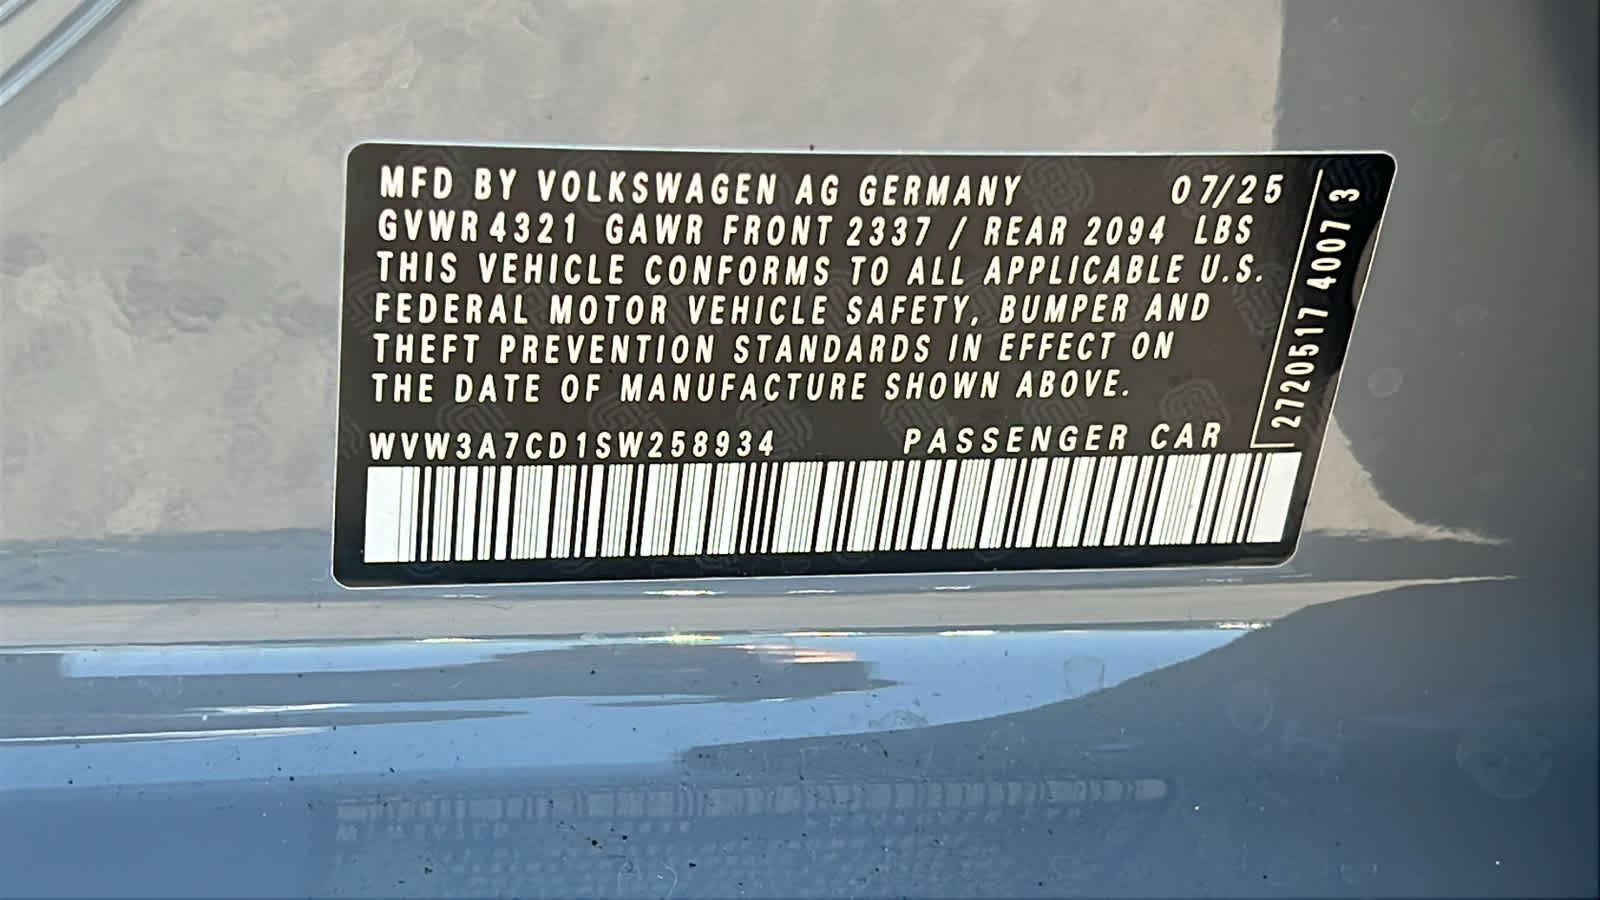 MFD BY VOLKSWAGEN AG GERMANY 07/25
GVWR 4321 GAWR FRONT 2337 / REAR 2094 LBS
THIS VEHICLE CONFORMS TO ALL APPLICABLE U.S.
FEDERAL MOTOR VEHICLE SAFETY, BUMPER AND
THEFT PREVENTION STANDARDS IN EFFECT ON
THE DATE OF MANUFACTURE SHOWN ABOVE.
WVW3A7CD1SW258934 PASSENGER CAR
2720517 4007 3